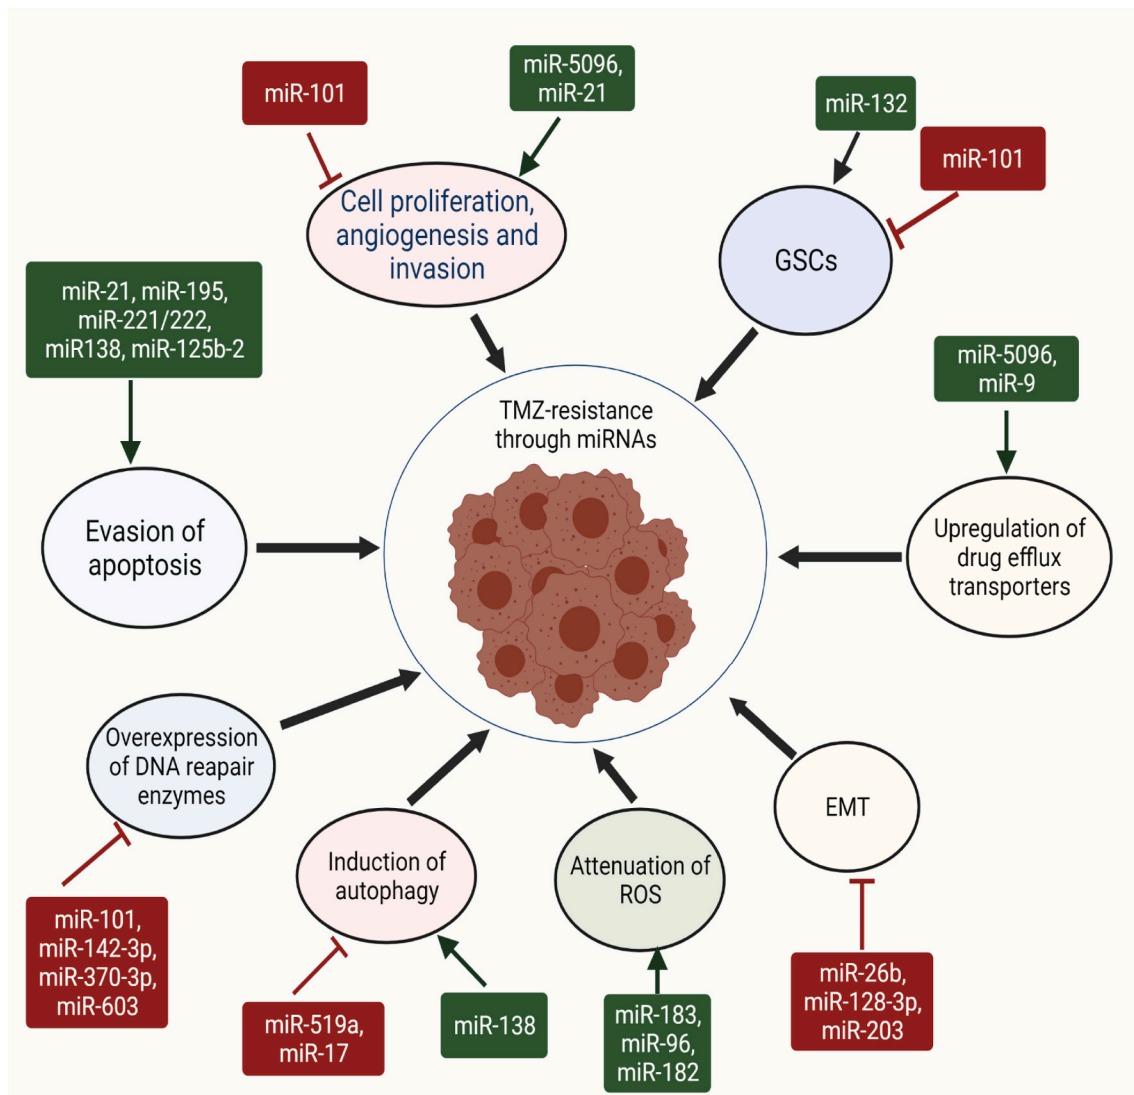 miR-101
miR-5096,
miR-21
miR-132
miR-101
Cell proliferation,
angiogenesis and
invasion
GSCs
miR-21, miR-195,
miR-221/222,
miR138, miR-125b-2
miR-5096,
miR-9
TMZ-resistance
through miRNAs
Evasion of
apoptosis
Upregulation of
drug efflux
transporters
Overexpression
of DNA reapair
enzymes
EMT
Induction of
autophagy
Attenuation of
ROS
miR-101,
miR-142-3p,
miR-370-3p,
miR-603
miR-519a,
miR-17
miR-138
miR-183,
miR-96,
miR-182
miR-26b,
miR-128-3p,
miR-203